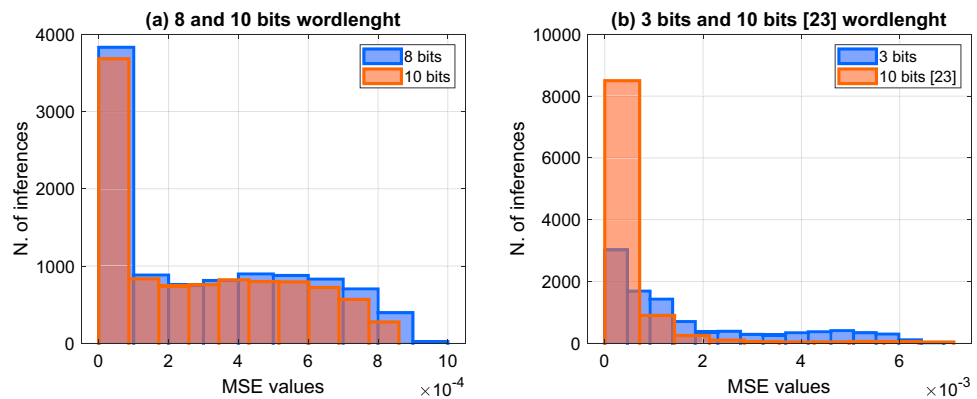 (a) 8 and 10 bits wordlenght
4000
3000
2000
1000
0
N. of inferences
8 bits
10 bits
0 2 4 6 8 10
MSE values
×10⁻⁴
(b) 3 bits and 10 bits [23] wordlenght
10000
8000
6000
4000
2000
0
N. of inferences
3 bits
10 bits [23]
0 2 4 6
MSE values
×10⁻³